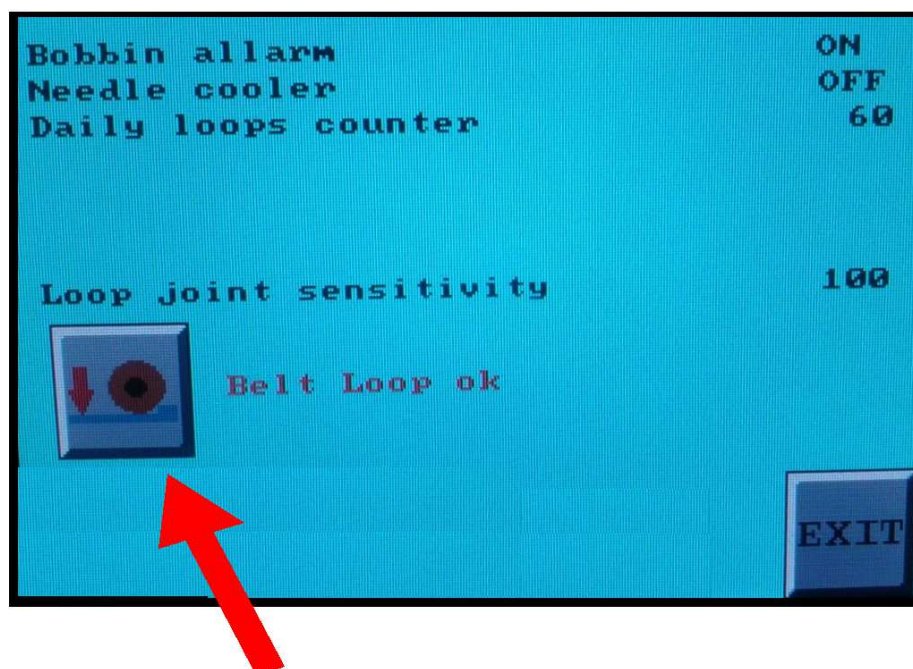 Bobbin allarm ON
Needle cooler OFF
Daily loops counter 60
Loop joint sensitivity 100
Belt Loop ok
EXIT